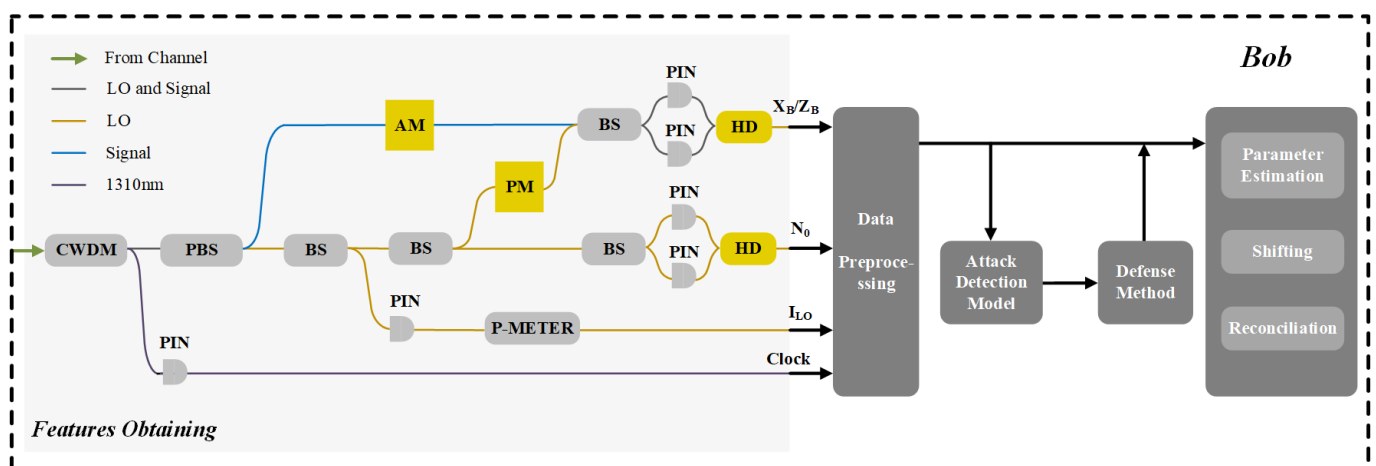 From Channel
LO and Signal
LO
Signal
1310nm
CWDM
PBS
BS
BS
AM
PM
BS
PIN
PIN
HD
X_B/Z_B
BS
PIN
PIN
HD
N_0
PIN
P-METER
I_LO
PIN
Clock
Features Obtaining
Data
Preproce-
ssing
Attack
Detection
Model
Defense
Method
Bob
Parameter
Estimation
Shifting
Reconciliation